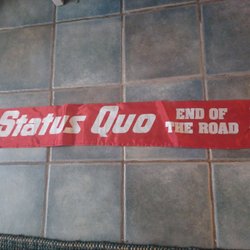 Status Quo
END OF
THE ROAD